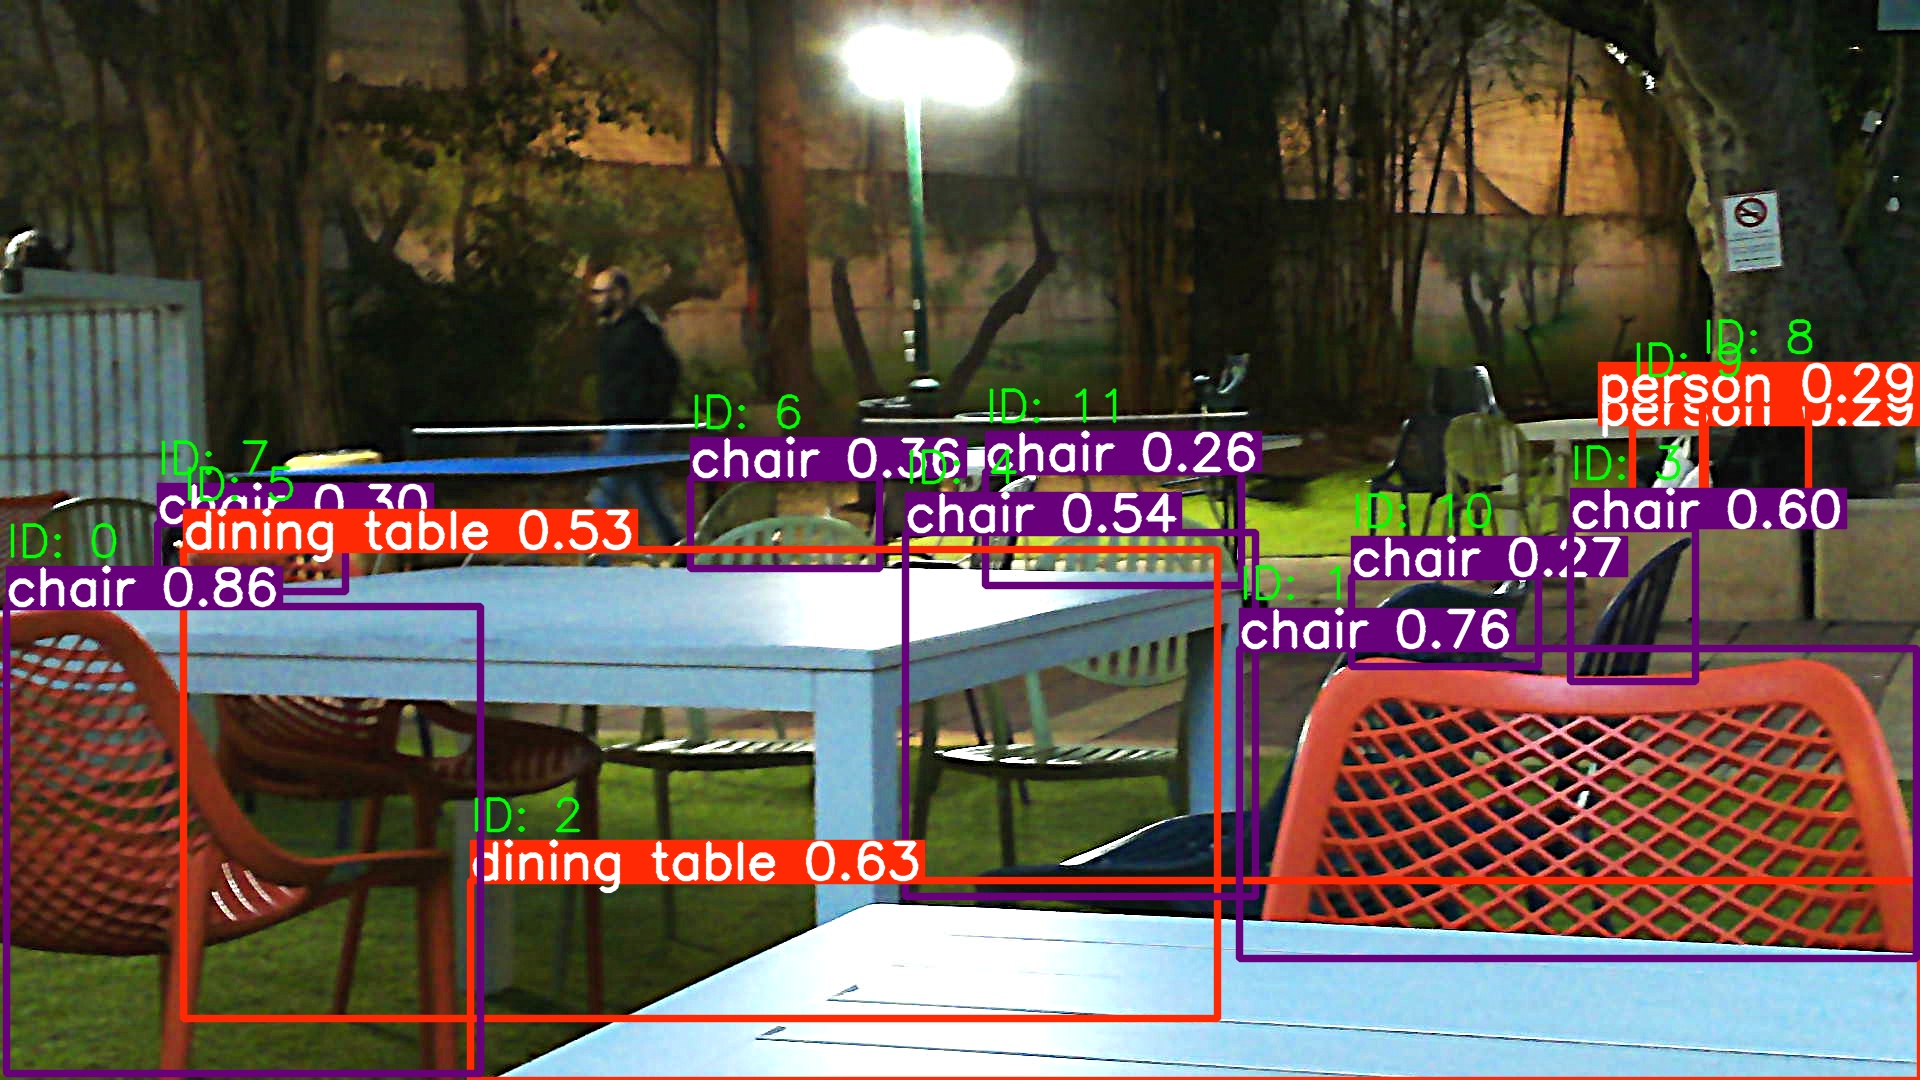 ID: 8
ID: 9
person 0.29
person 0.29
ID: 6
chair 0.36
ID: 11
chair 0.26
ID: 7
chair 0.30
ID: 5
dining table 0.53
ID: 4
chair 0.54
ID: 3
chair 0.60
ID: 10
chair 0.27
ID: 0
chair 0.86
ID: 1
chair 0.76
ID: 2
dining table 0.63